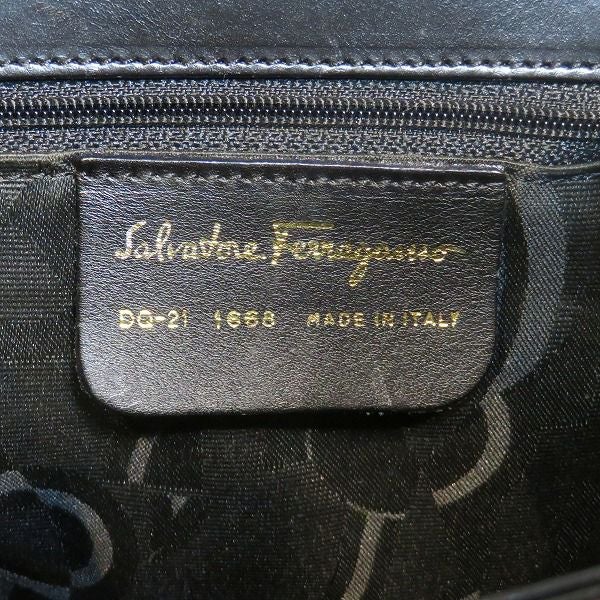 Salvatore Ferragamo
DQ-21 1668 MADE IN ITALY